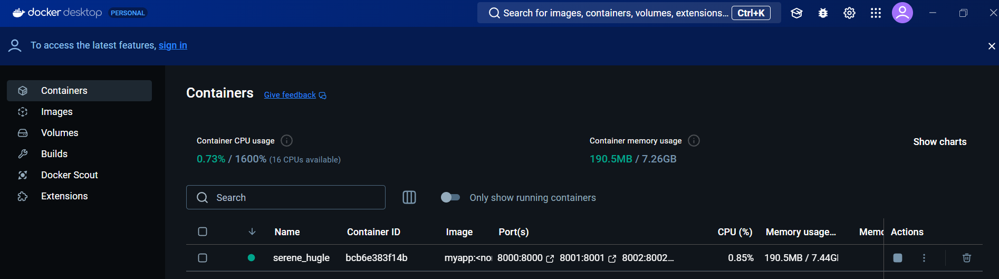 docker desktop PERSONAL Search for images, containers, volumes, extensions... Ctrl+K
To access the latest features, sign in
Containers
Images
Volumes
Builds
Docker Scout
Extensions
Containers Give feedback
Container CPU usage
0.73% / 1600% (16 CPUs available)
Container memory usage
190.5MB / 7.26GB
Show charts
Search Only show running containers
Name Container ID Image Port(s) CPU (%) Memory usage... Memo Actions
serene_hugle bcb6e383f14b myapp:<no 8000:8000 8001:8001 8002:8002... 0.85% 190.5MB / 7.44G